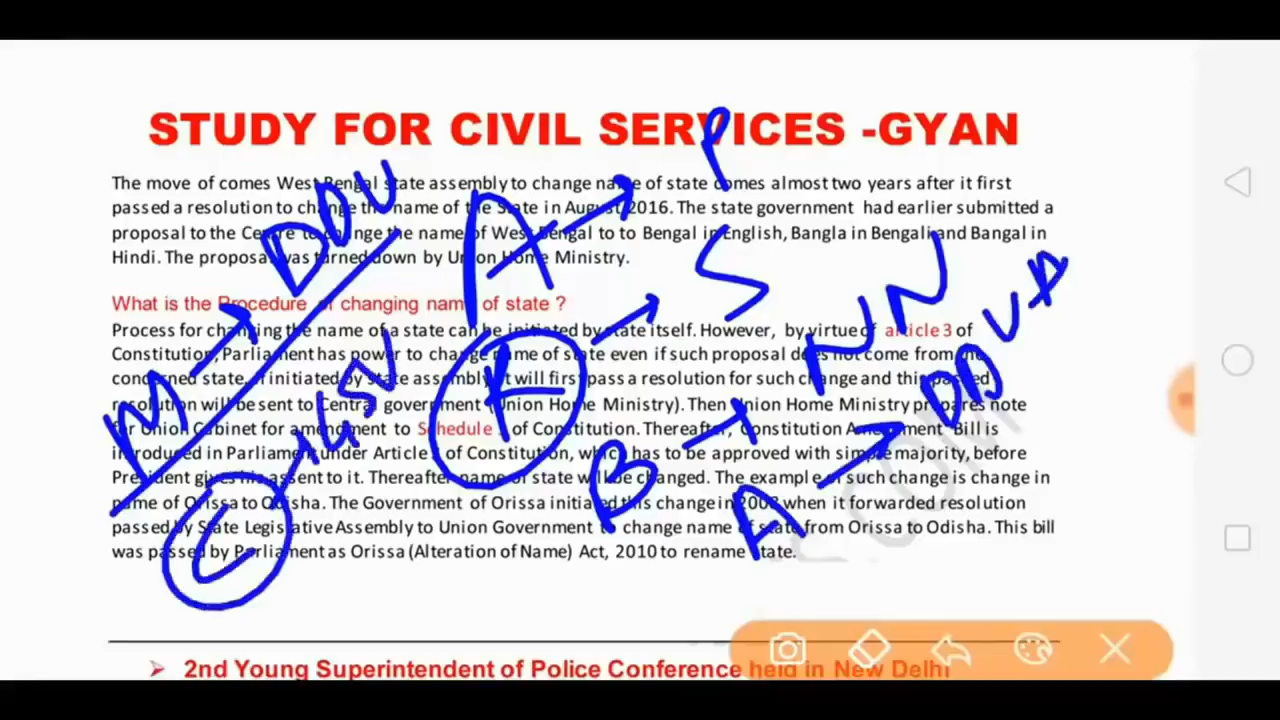 STUDY FOR CIVIL SERVICES -GYAN
The move of comes West Bengal state assembly to change name of state comes almost two years after it first
passed a resolution to change the name of the State in August 2016. The state government had earlier submitted a
proposal to the Centre to change the name of West Bengal to to Bengal in English, Bangla in Bengali and Bangal in
Hindi. The proposal was turned down by Union Home Ministry.
What is the Procedure of changing name of state ?
Process for changing the name of a state can be initiated by state itself. However, by virtue of article 3 of
Constitution, Parliament has power to change name of state even if such proposal does not come from the
concerned state. If initiated by state assembly it will first pass a resolution for such change and this passed
resolution will be sent to Central government (Union Home Ministry). Then Union Home Ministry prepares note
for Union Cabinet for amendment to Schedule of Constitution. Thereafter, Constitution Amendment Bill is
introduced in Parliament under Article of Constitution, which has to be approved with simple majority, before
President gives his assent to it. Thereafter name of state will be changed. The example of such change is change in
name of Orissa to Odisha. The Government of Orissa initiated this change in 2008 when it forwarded resolution
passed by State Legislative Assembly to Union Government to change name of state from Orissa to Odisha. This bill
was passed by Parliament as Orissa (Alteration of Name) Act, 2010 to rename state.
M → DDU
A → P
R → S
B → NN
A → DDUA
C
➢ 2nd Young Superintendent of Police Conference held in New Delhi